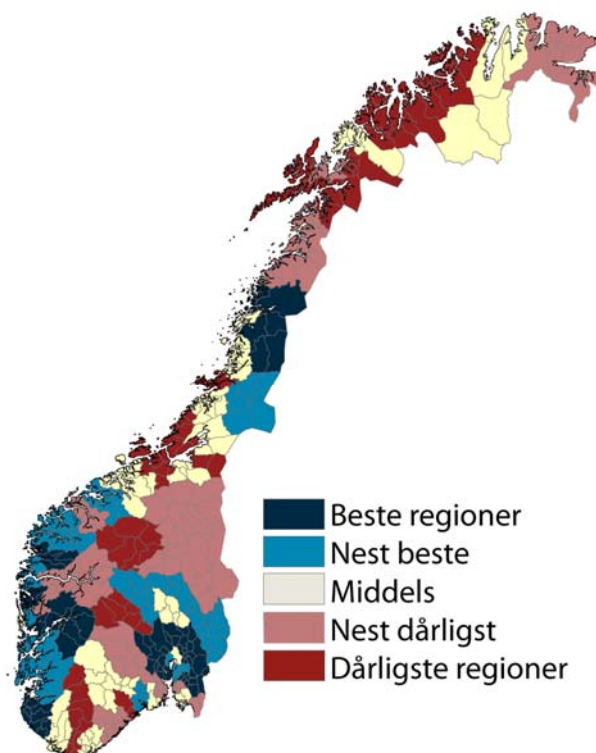 Beste regioner
Nest beste
Middels
Nest dårligst
Dårligste regioner